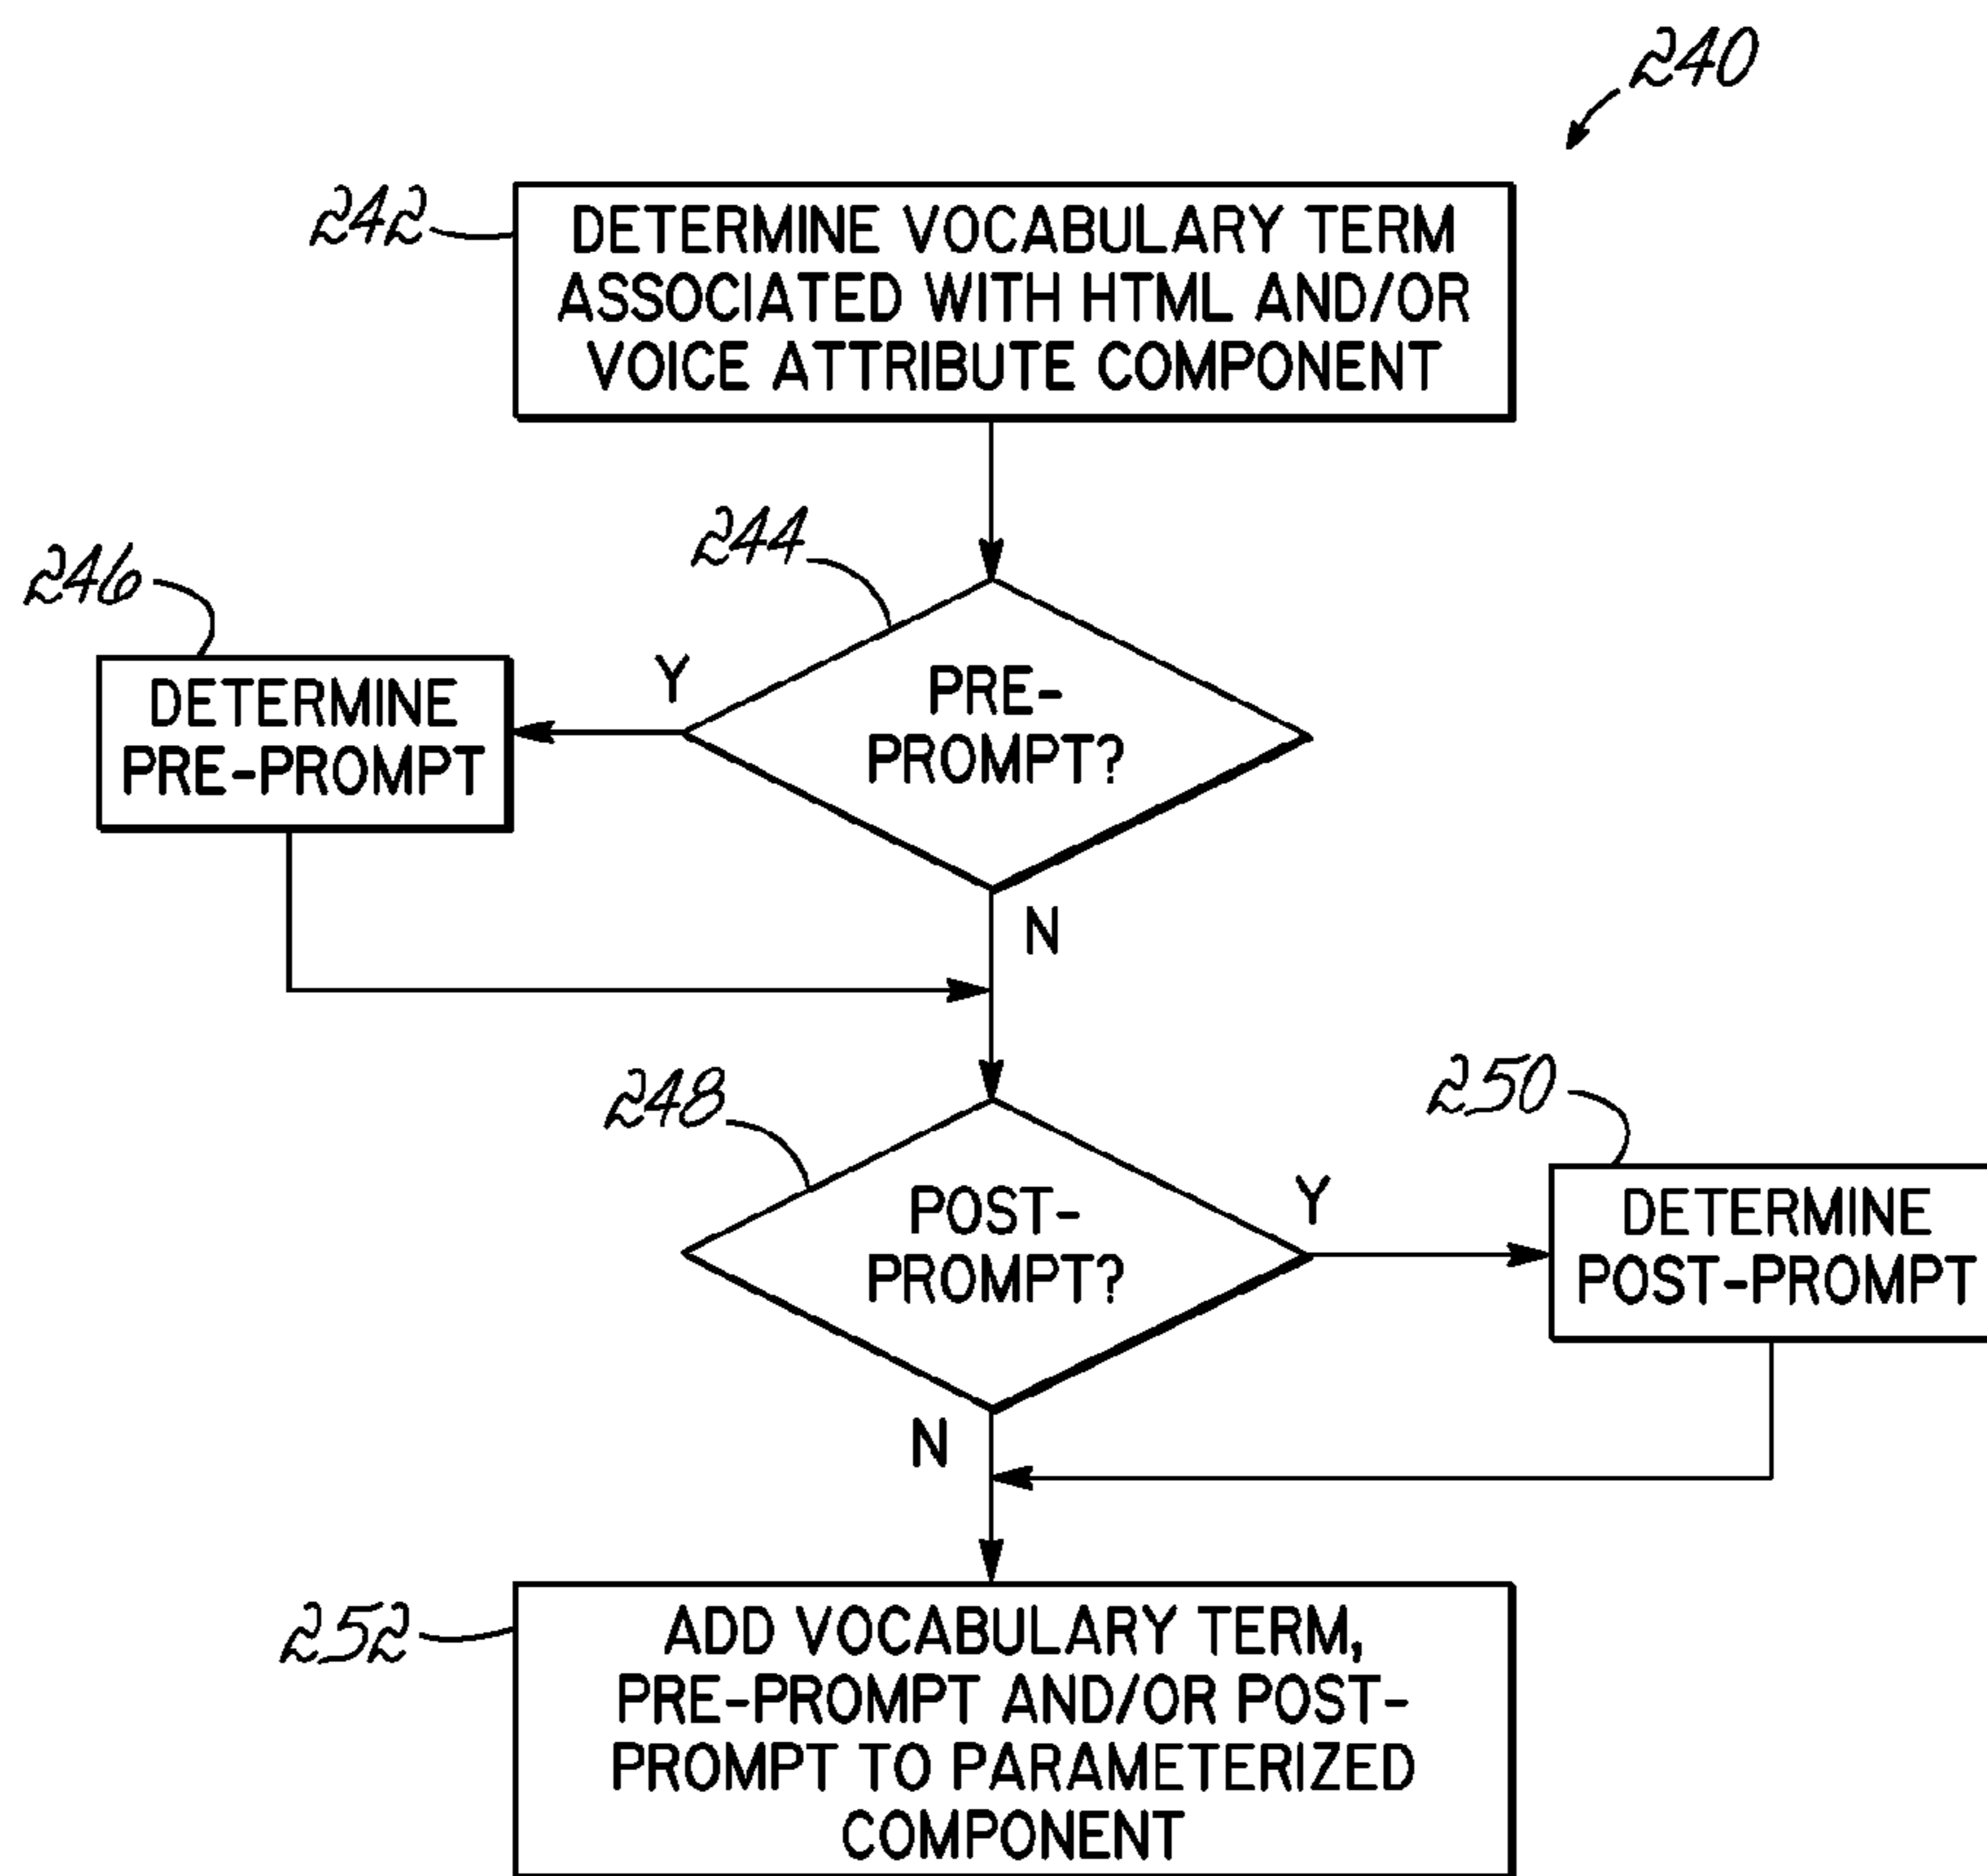 240
242
DETERMINE VOCABULARY TERM
ASSOCIATED WITH HTML AND/OR
VOICE ATTRIBUTE COMPONENT
244
246
Y
PRE-
PROMPT?
DETERMINE
PRE-PROMPT
N
248
250
Y
POST-
PROMPT?
DETERMINE
POST-PROMPT
N
252
ADD VOCABULARY TERM,
PRE-PROMPT AND/OR POST-
PROMPT TO PARAMETERIZED
COMPONENT